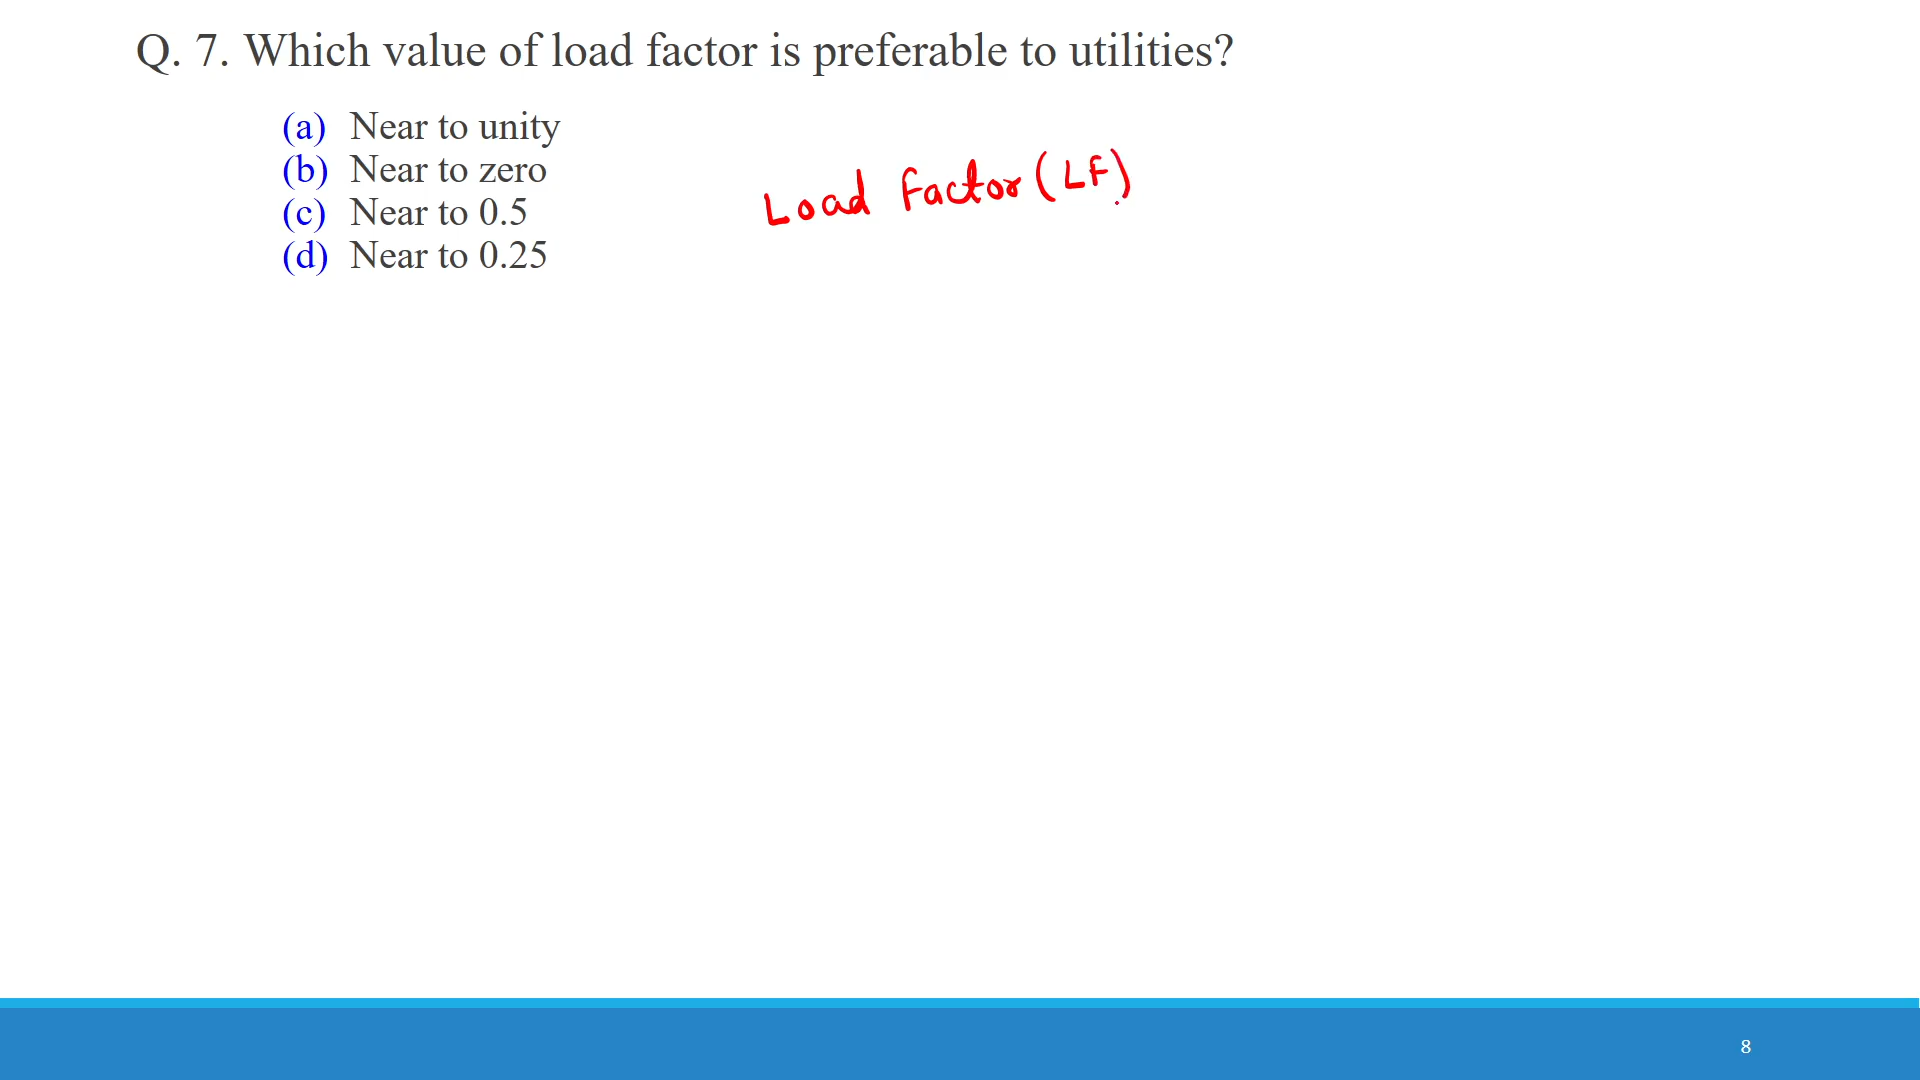 Q. 7. Which value of load factor is preferable to utilities?
(a) Near to unity
(b) Near to zero
(c) Near to 0.5
(d) Near to 0.25
Load Factor (LF)
8